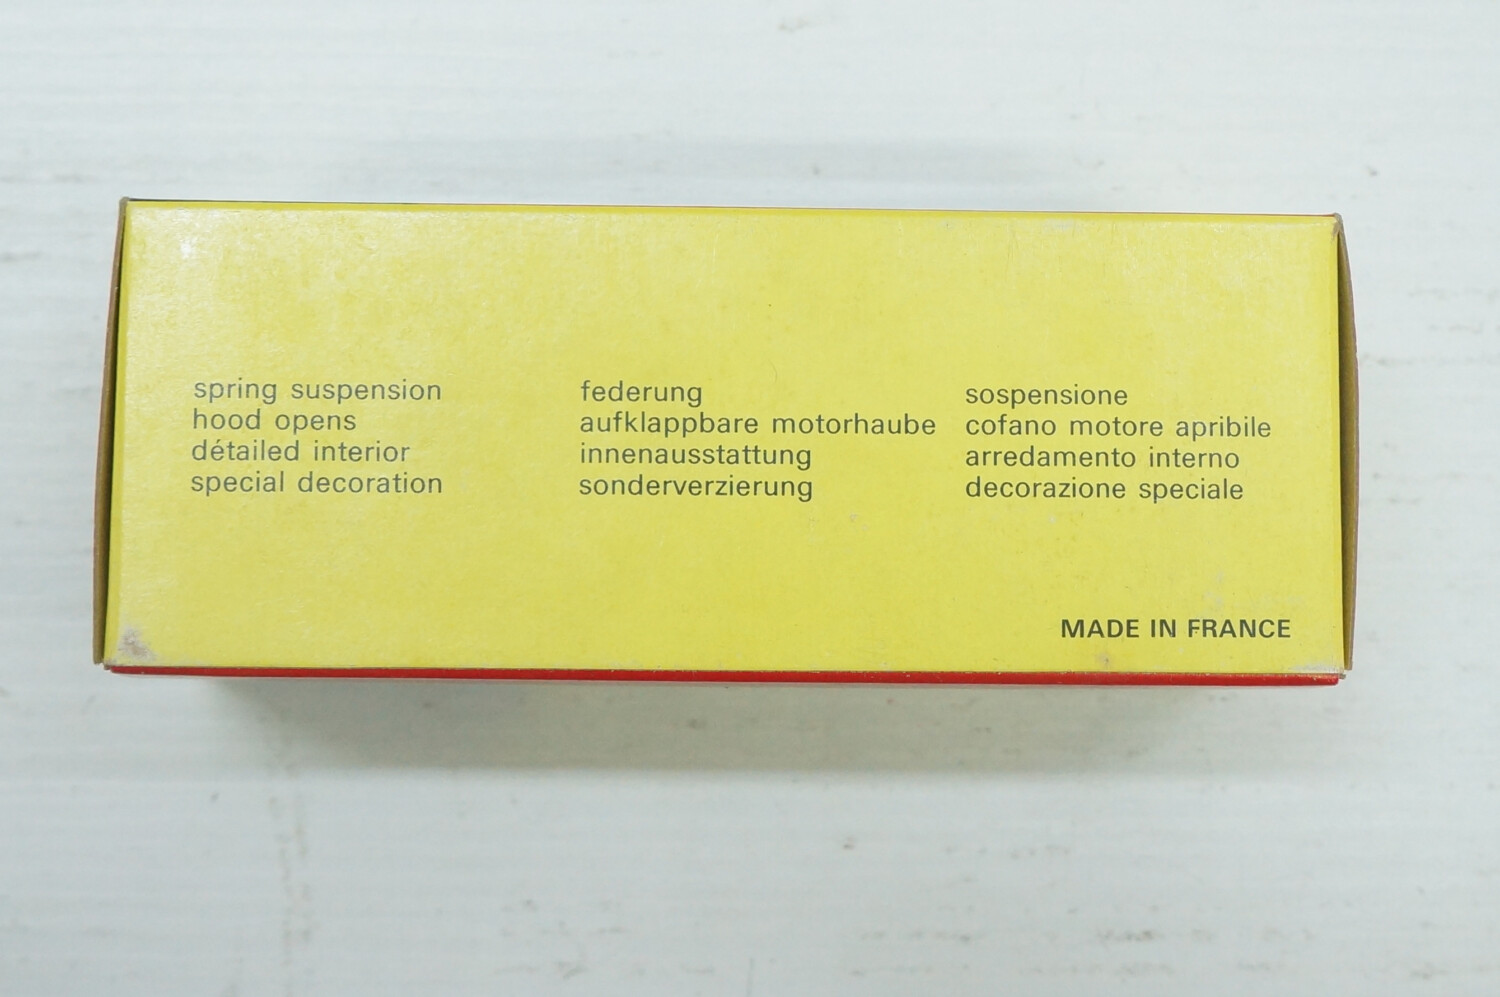 spring suspension
hood opens
détailed interior
special decoration
federung
aufklappbare motorhaube
innenausstattung
sonderverzierung
sospensione
cofano motore apribile
arredamento interno
decorazione speciale
MADE IN FRANCE